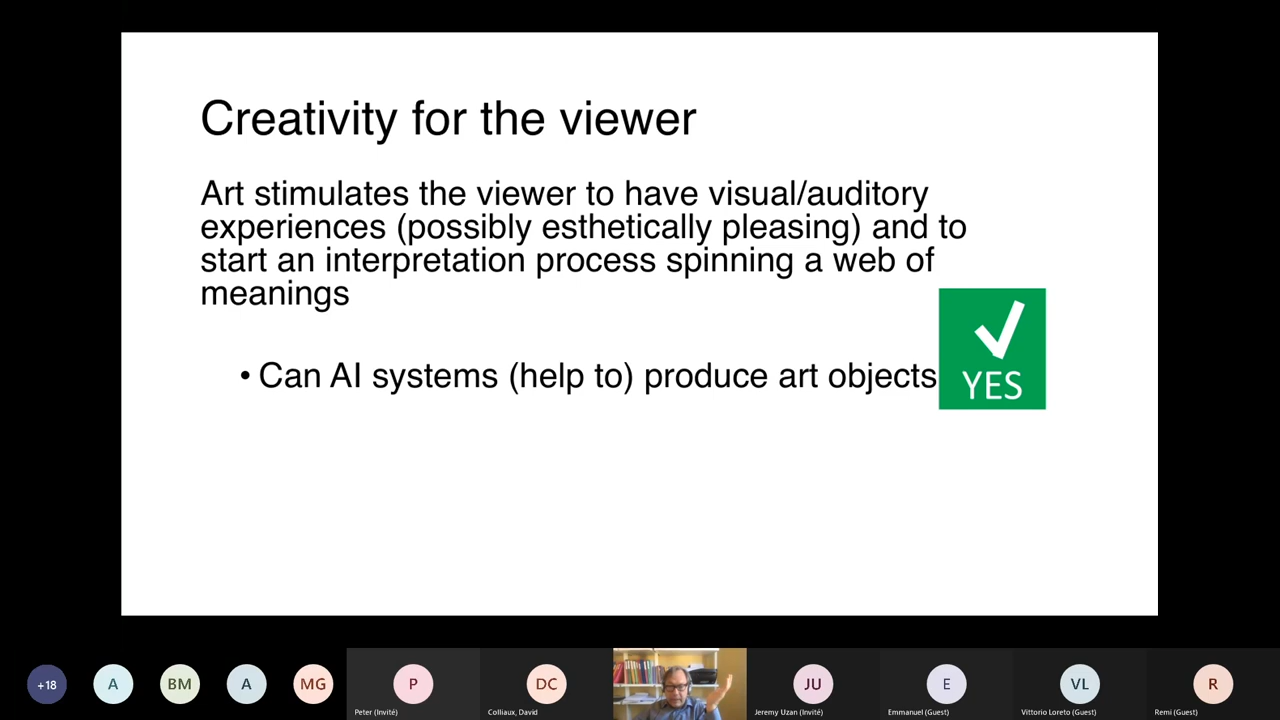 Creativity for the viewer
Art stimulates the viewer to have visual/auditory
experiences (possibly esthetically pleasing) and to
start an interpretation process spinning a web of
meanings
• Can AI systems (help to) produce art objects
YES
+18
A
BM
A
MG
P
DC
JU
E
VL
R
Peter (Invité)
Colliaux, David
Jeremy Uzan (Invité)
Emmanuel (Guest)
Vittorio Loreto (Guest)
Remi (Guest)